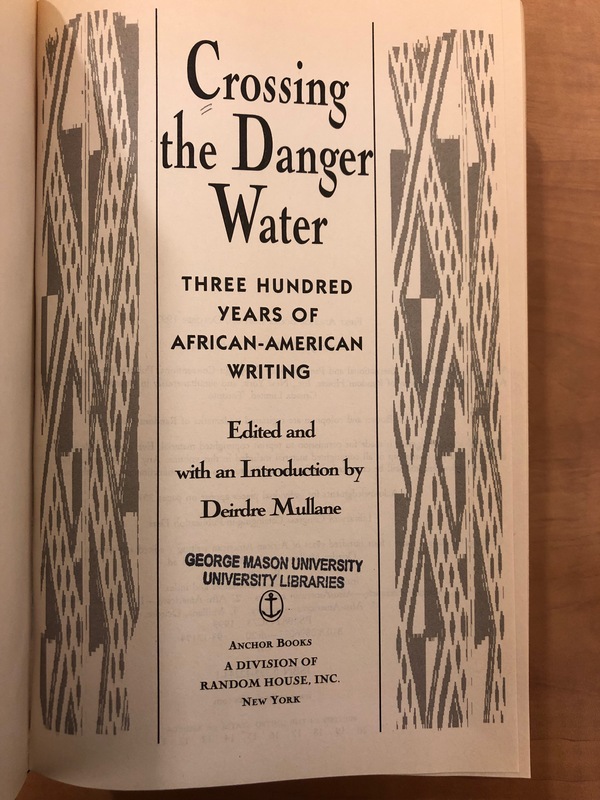 Crossing
the Danger
Water
THREE HUNDRED
YEARS OF
AFRICAN-AMERICAN
WRITING
Edited and
with an Introduction by
Deirdre Mullane
GEORGE MASON UNIVERSITY
UNIVERSITY LIBRARIES
ANCHOR BOOKS
A DIVISION OF
RANDOM HOUSE, INC.
NEW YORK